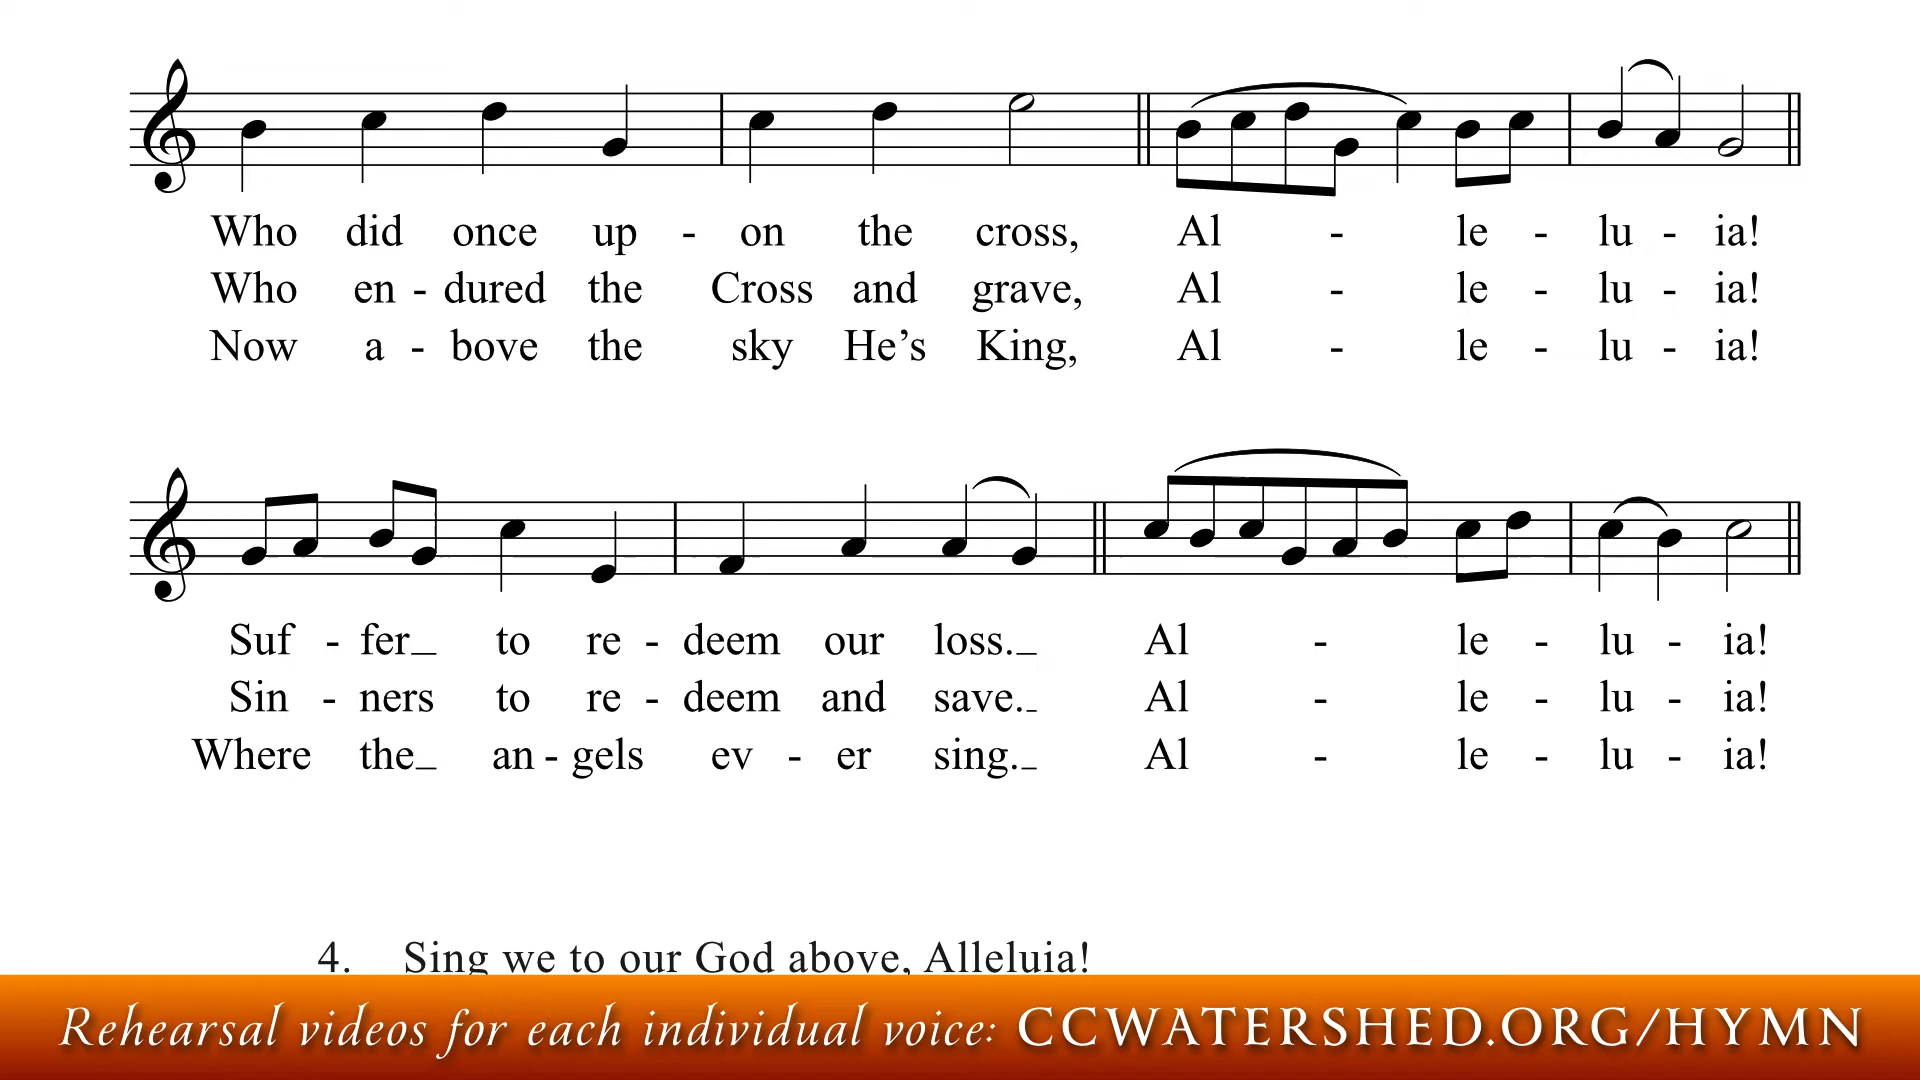 Who did once up - on the cross, Al - le - lu - ia!
Who en - dured the Cross and grave, Al - le - lu - ia!
Now a - bove the sky He’s King, Al - le - lu - ia!
Suf - fer_ to re - deem our loss._ Al - le - lu - ia!
Sin - ners to re - deem and save._ Al - le - lu - ia!
Where the_ an - gels ev - er sing._ Al - le - lu - ia!
4. Sing we to our God above, Alleluia!
Rehearsal videos for each individual voice: CCWATERSHED.ORG/HYMN